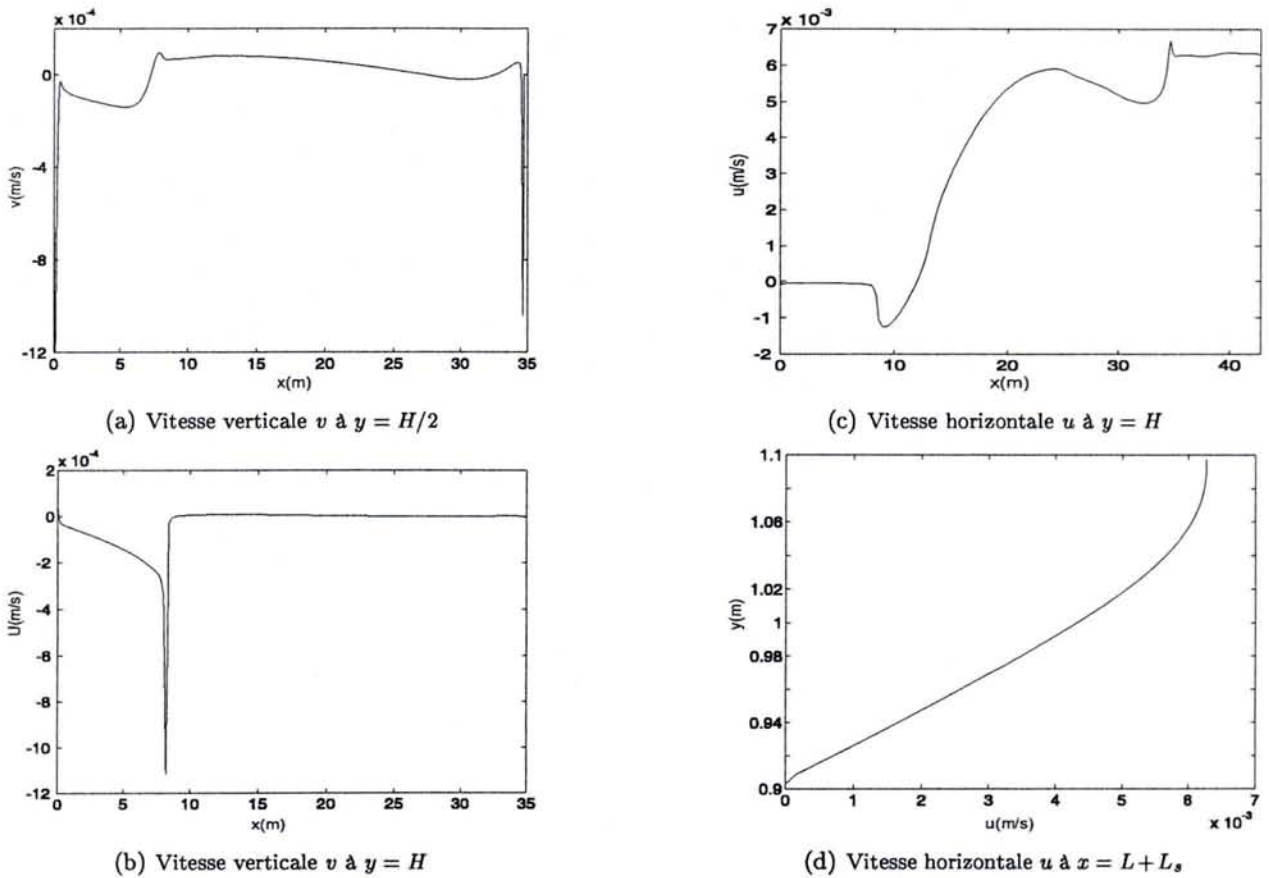 x 10⁻⁴
0
-4
-8
-12
v(m/s)
0 5 10 15 20 25 30 35
x(m)
(a) Vitesse verticale v à y = H/2
x 10⁻³
7
6
5
4
3
2
1
0
-1
-2
u(m/s)
0 10 20 30 40
x(m)
(c) Vitesse horizontale u à y = H
x 10⁻⁴
2
0
-2
-4
-6
-8
-10
-12
U(m/s)
0 5 10 15 20 25 30 35
x(m)
(b) Vitesse verticale v à y = H
1.1
1.06
1.02
1
0.98
0.94
0.9
y(m)
0 1 2 3 4 5 6 7
u(m/s)
x 10⁻³
(d) Vitesse horizontale u à x = L + Lₛ